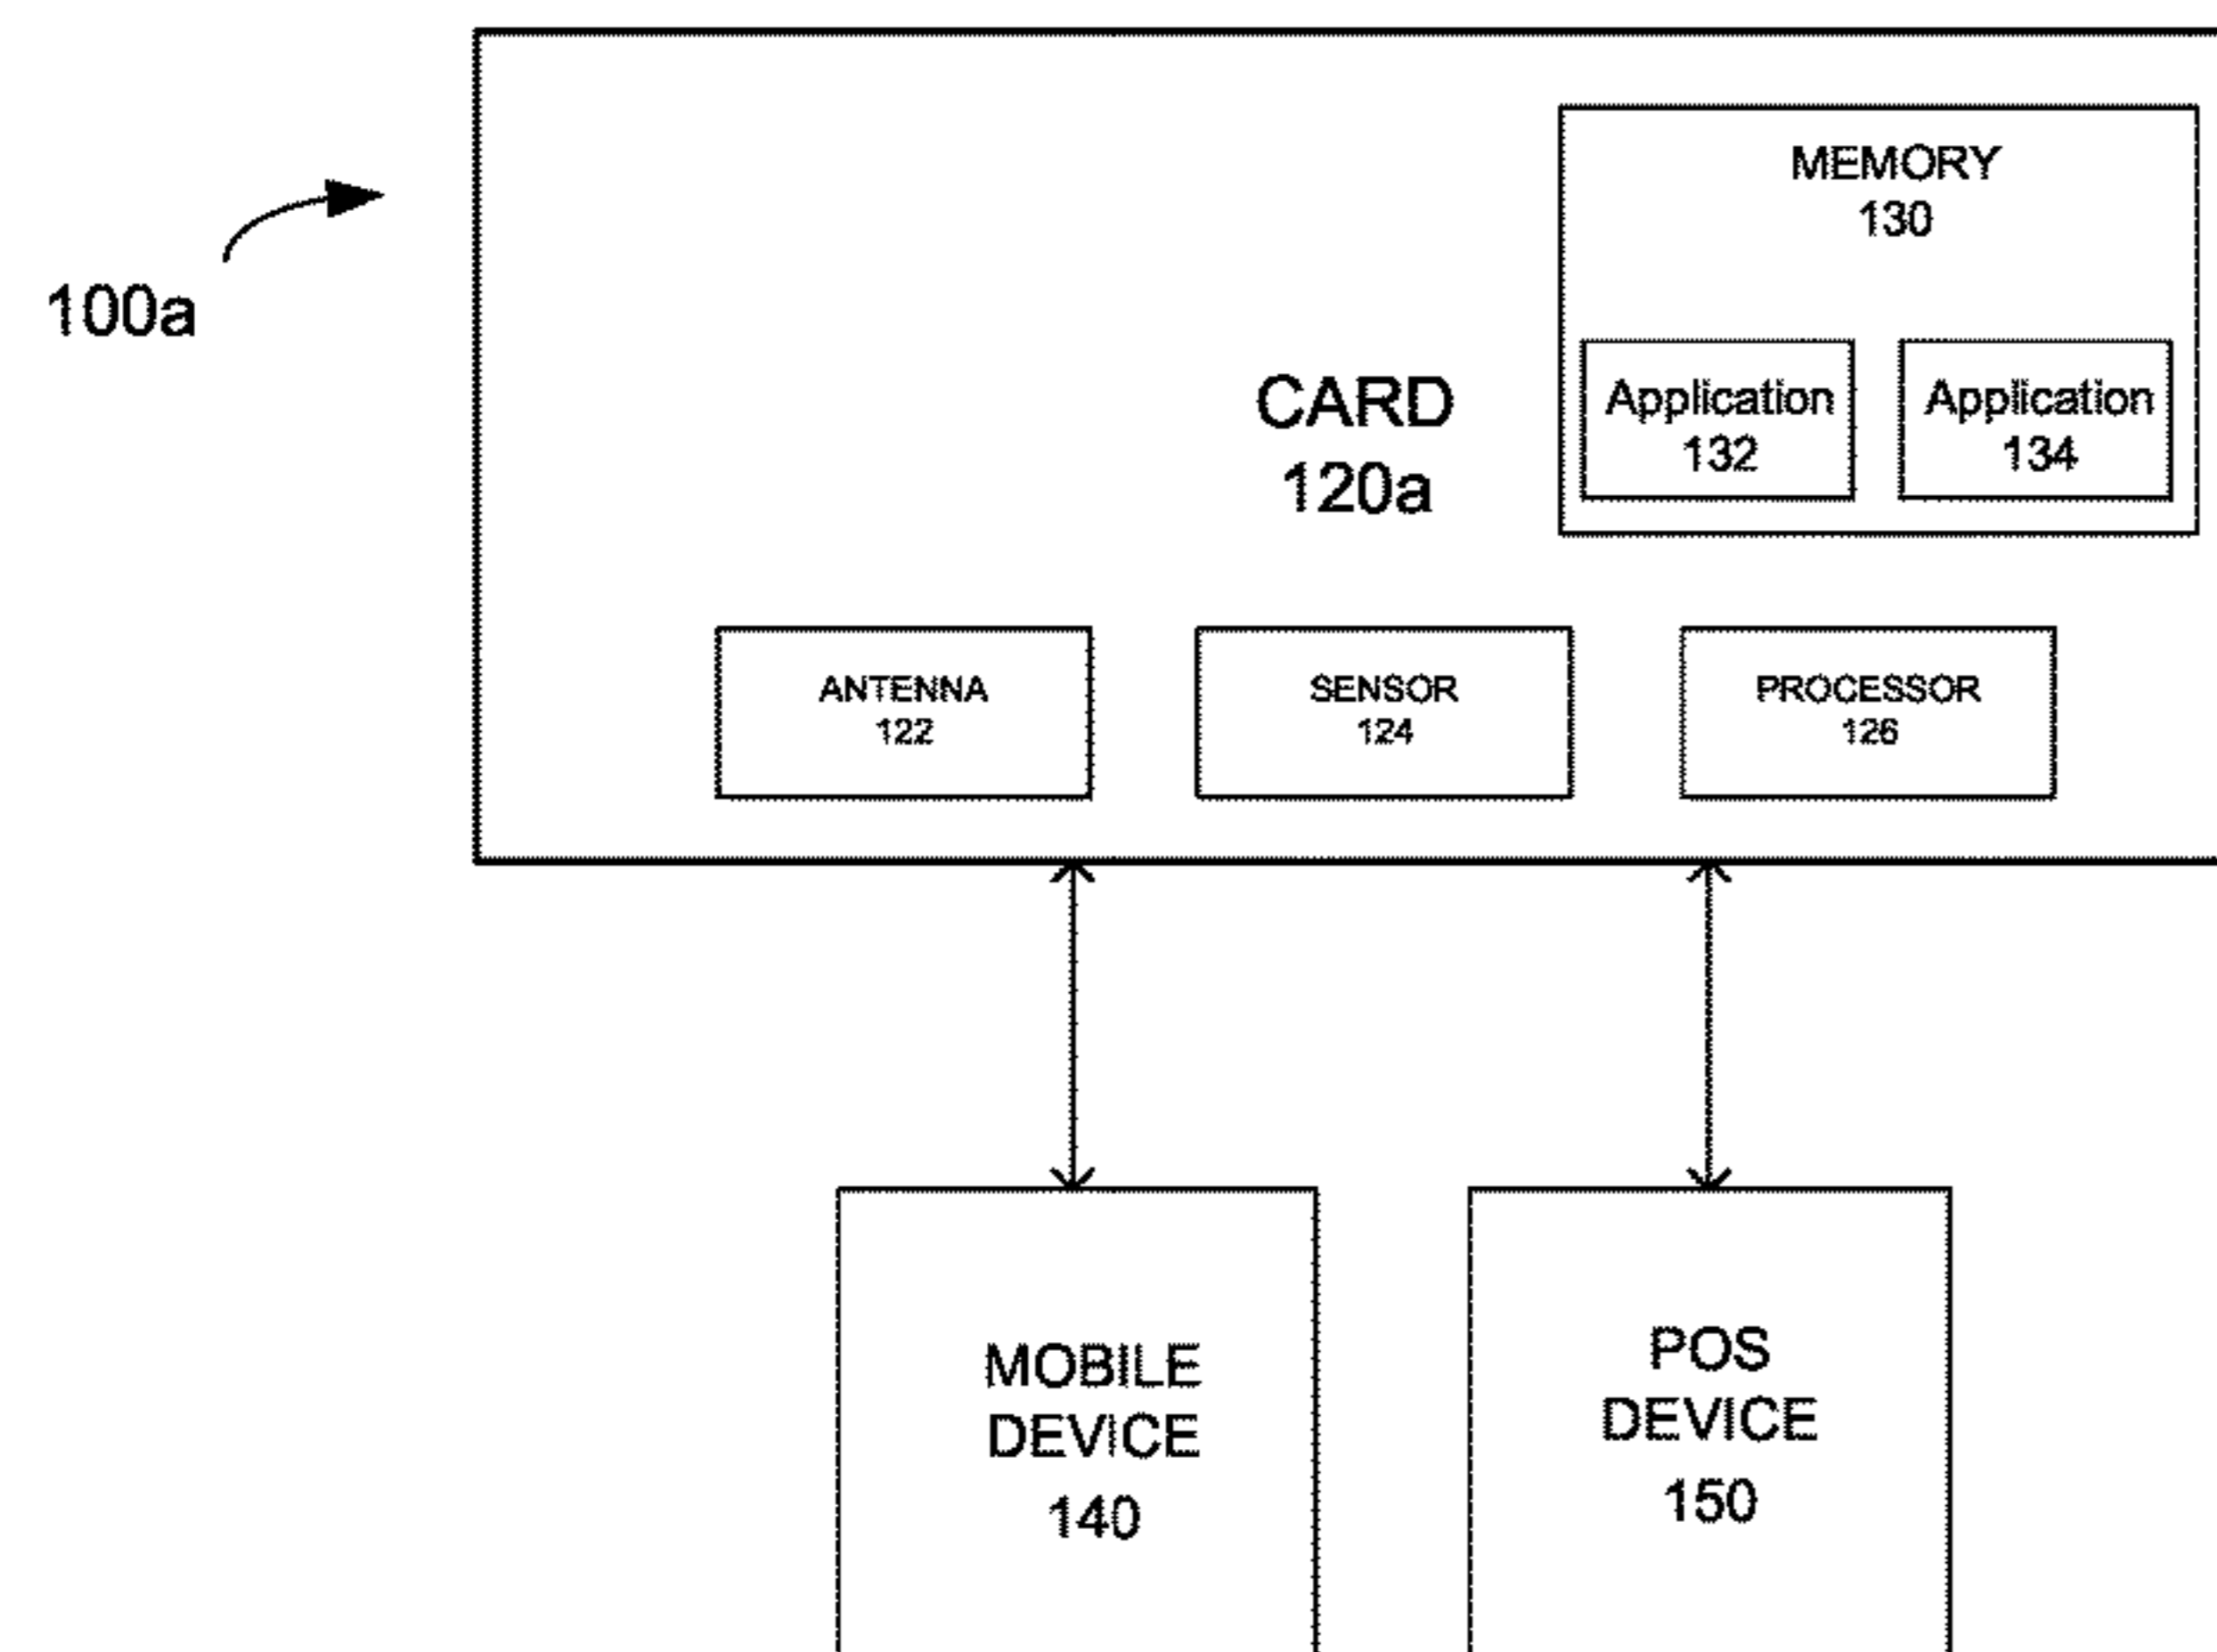 MEMORY
130
100a
Application
132
Application
134
CARD
120a
ANTENNA
122
SENSOR
124
PROCESSOR
126
MOBILE
DEVICE
140
POS
DEVICE
150